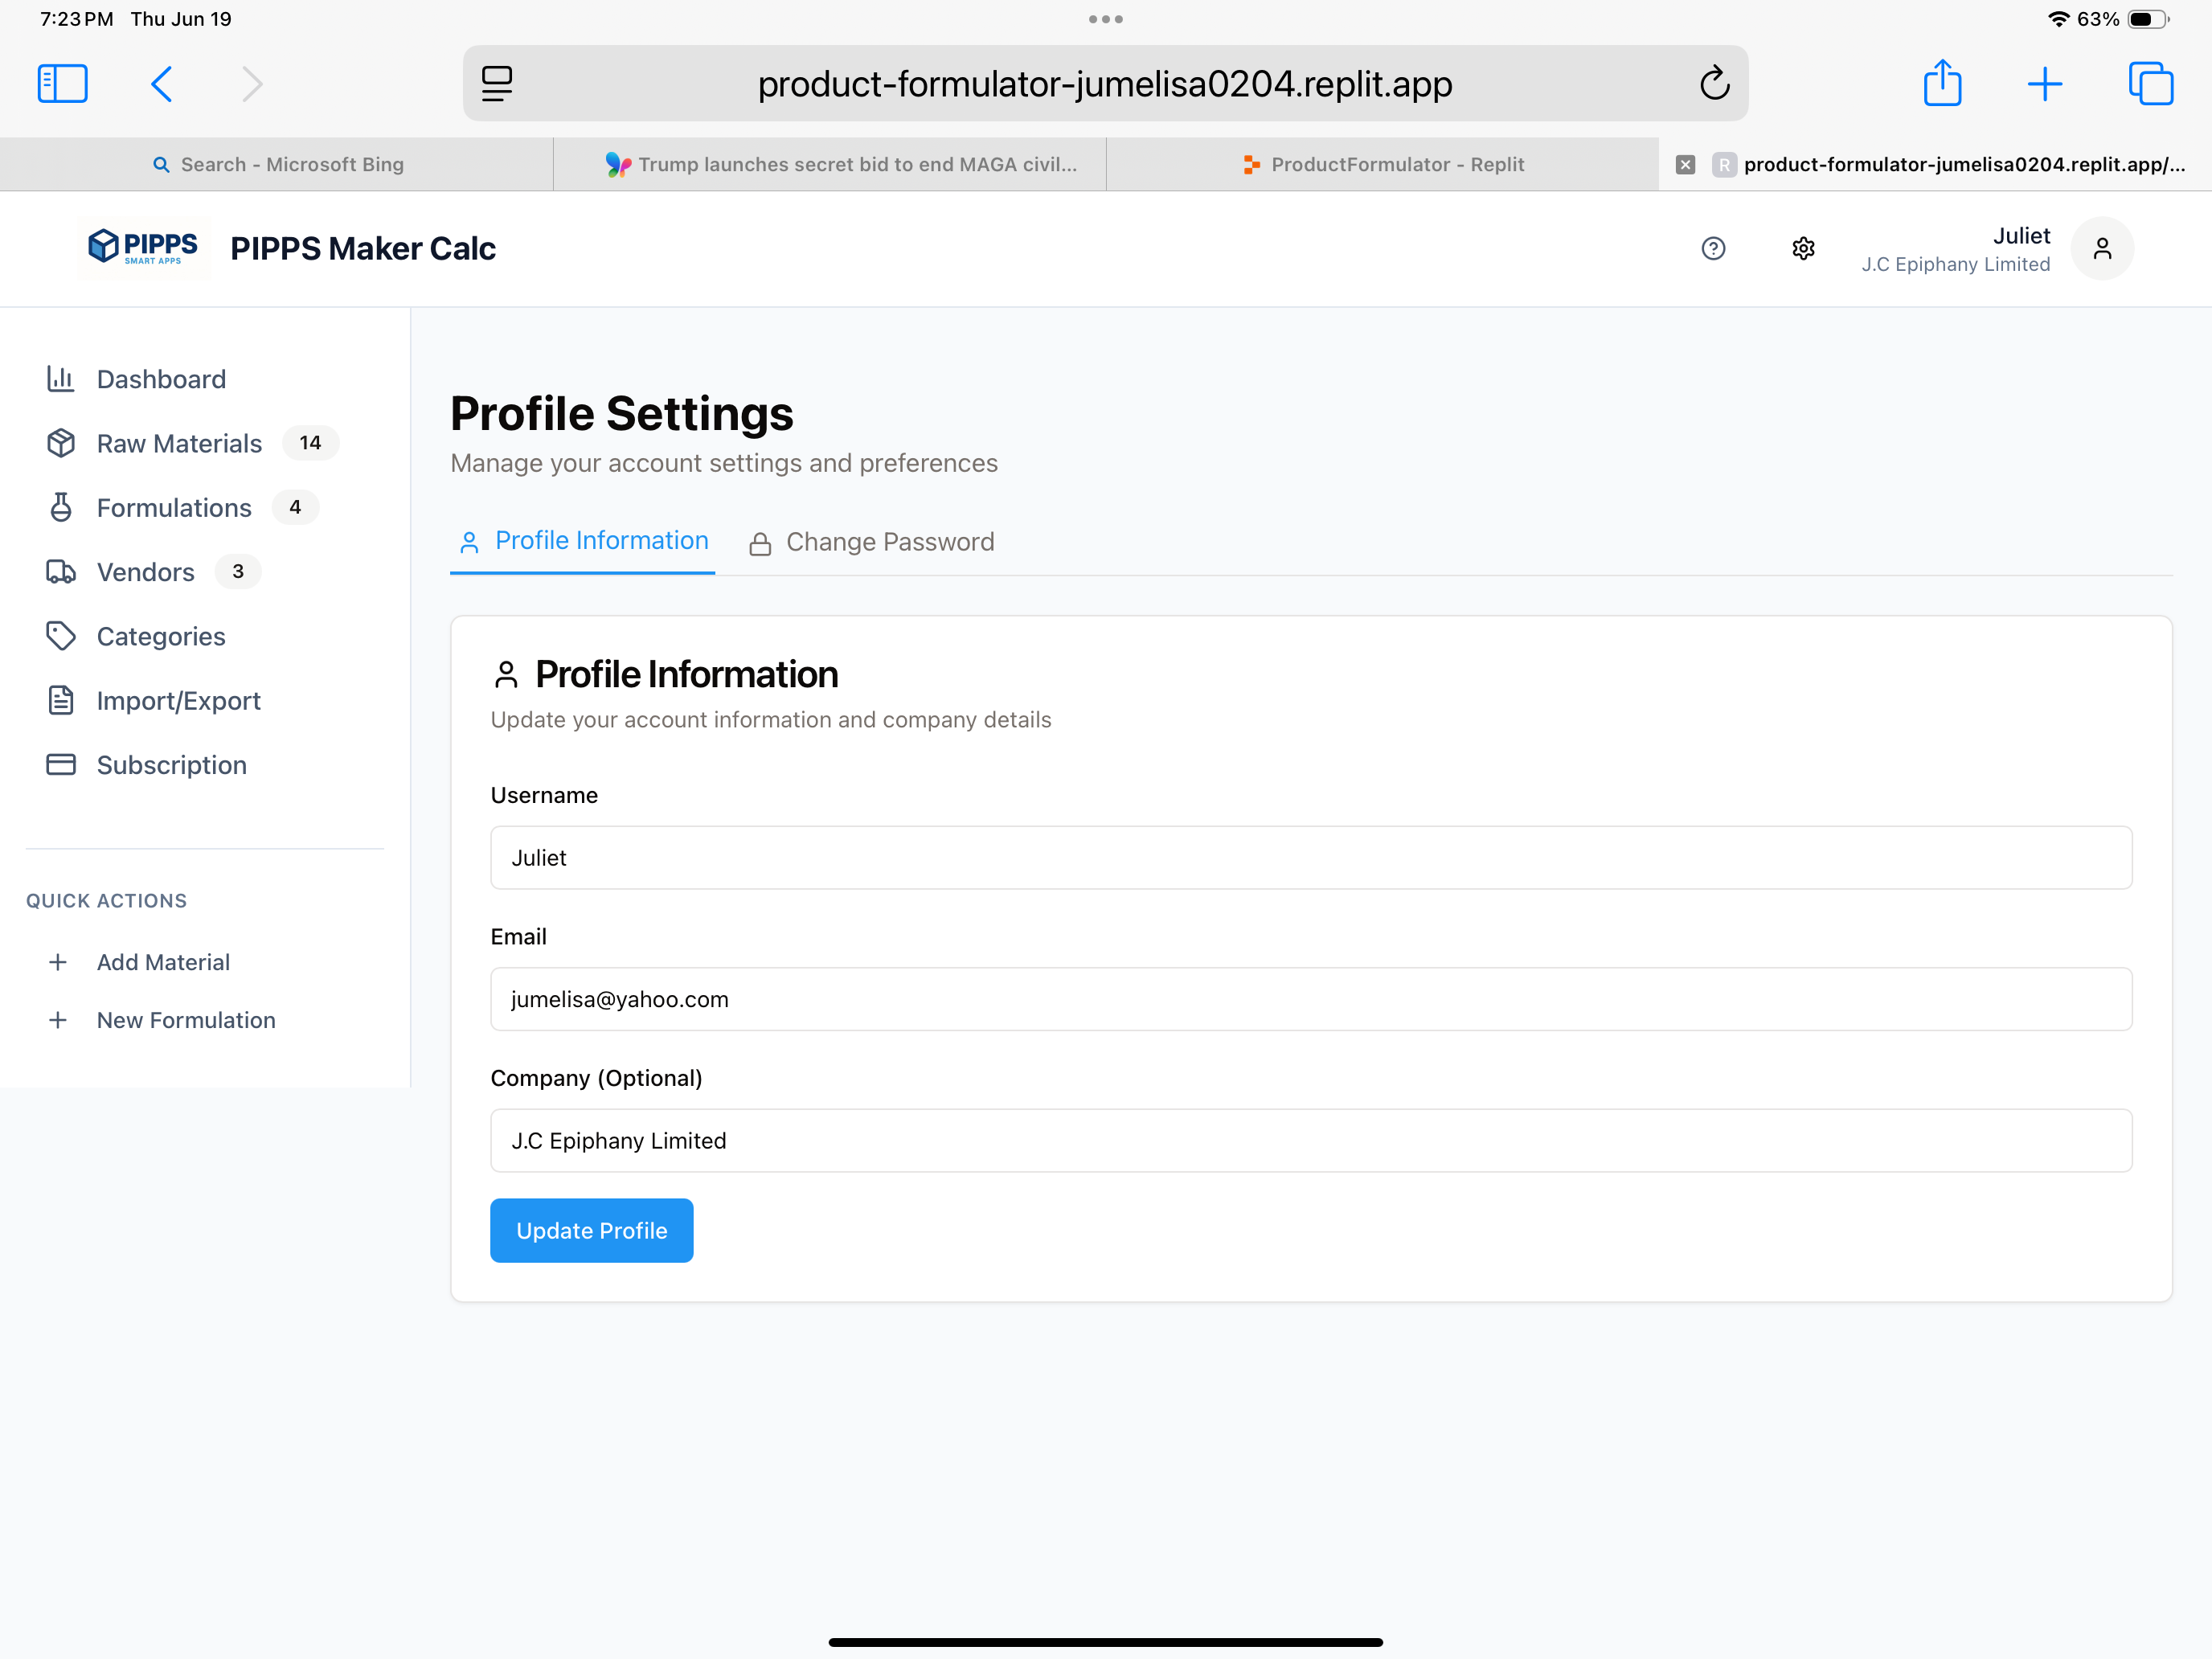 7:23 PM Thu Jun 19
63%
product-formulator-jumelisa0204.replit.app
Search - Microsoft Bing
Trump launches secret bid to end MAGA civil...
ProductFormulator - Replit
R product-formulator-jumelisa0204.replit.app/...
PIPPS
SMART APPS
PIPPS Maker Calc
Juliet
J.C Epiphany Limited
Dashboard
Raw Materials 14
Formulations 4
Vendors 3
Categories
Import/Export
Subscription
QUICK ACTIONS
+ Add Material
+ New Formulation
Profile Settings
Manage your account settings and preferences
Profile Information
Change Password
Profile Information
Update your account information and company details
Username
Juliet
Email
jumelisa@yahoo.com
Company (Optional)
J.C Epiphany Limited
Update Profile